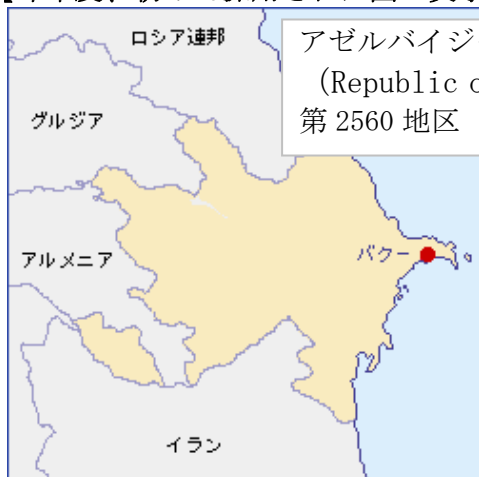 ロシア連邦
アゼルバイジ
（Republic o
第 2560 地区
グルジア
アルメニア
バクー
イラン